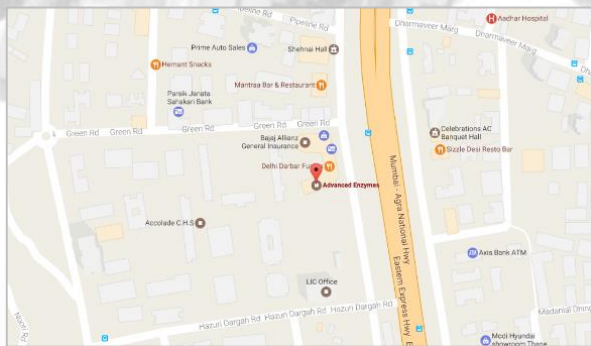 Pipeline Rd
Dharmaveer Marg
Aadhar Hospital
Dharmaveer Marg
Prime Auto Sales
Shehnai Hall
Hemant Snacks
Mantraa Bar & Restaurant
Parsik Janata
Sahakari Bank
Green Rd
Green Rd
Green Rd
Bajaj Allianz
General Insurance
Celebrations AC
Banquet Hall
Sizzle Desi Resto Bar
Delhi Darbar
Advanced Enzymes
Mumbai - Agra National Hwy
Eastern Express Hwy
Accolade C.H.S
Axis Bank ATM
LIC Office
Hazuri Dargah Rd
Hazuri Dargah Rd
Hazuri Dargah Rd
Modi Hyundai
showroom Thane